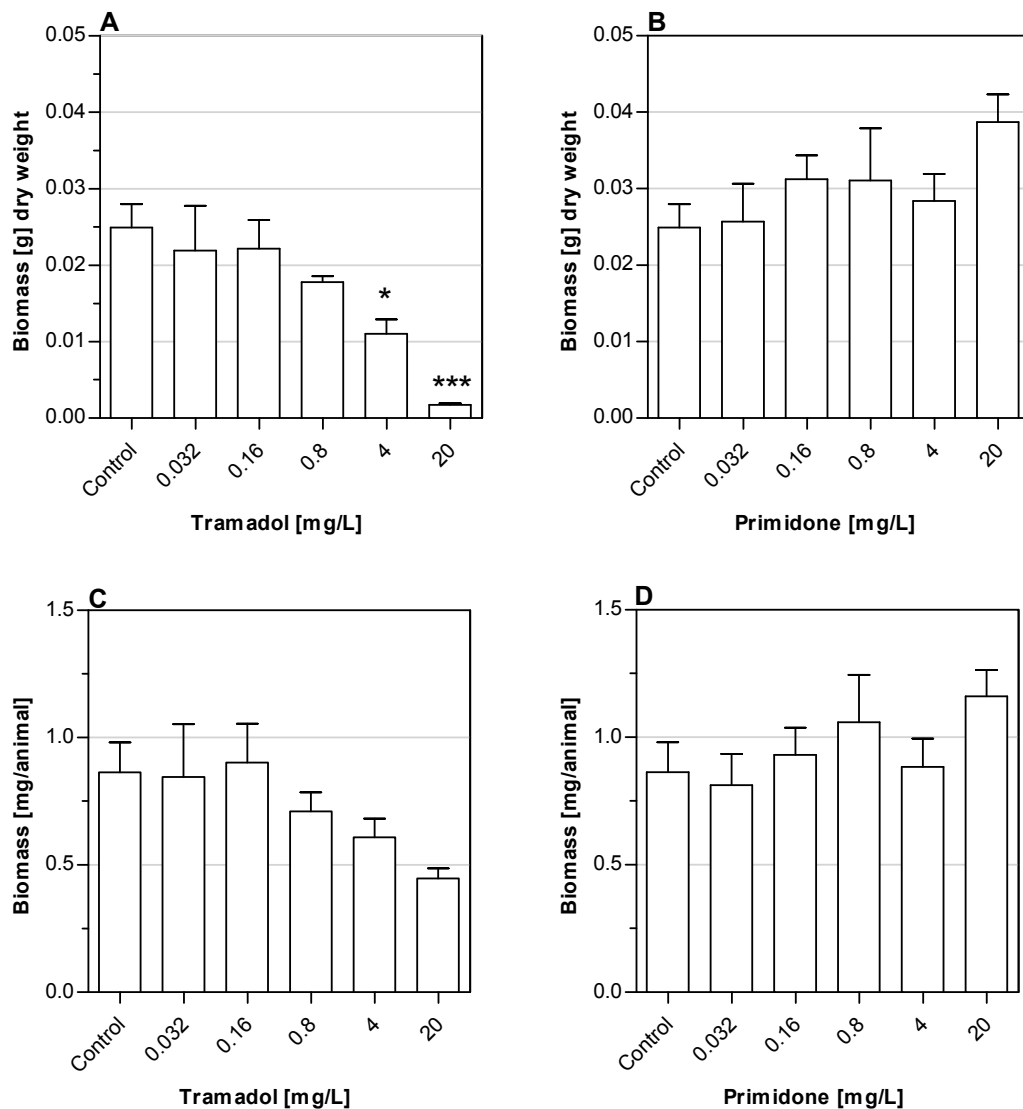 A
Biomass [g] dry weight
0.05
0.04
0.03
0.02
0.01
0.00
*
***
Control
0.032
0.16
0.8
4
20
Tramadol [mg/L]
B
Biomass [g] dry weight
0.05
0.04
0.03
0.02
0.01
0.00
Control
0.032
0.16
0.8
4
20
Primidone [mg/L]
C
Biomass [mg/animal]
1.5
1.0
0.5
0.0
Control
0.032
0.16
0.8
4
20
Tramadol [mg/L]
D
Biomass [mg/animal]
1.5
1.0
0.5
0.0
Control
0.032
0.16
0.8
4
20
Primidone [mg/L]